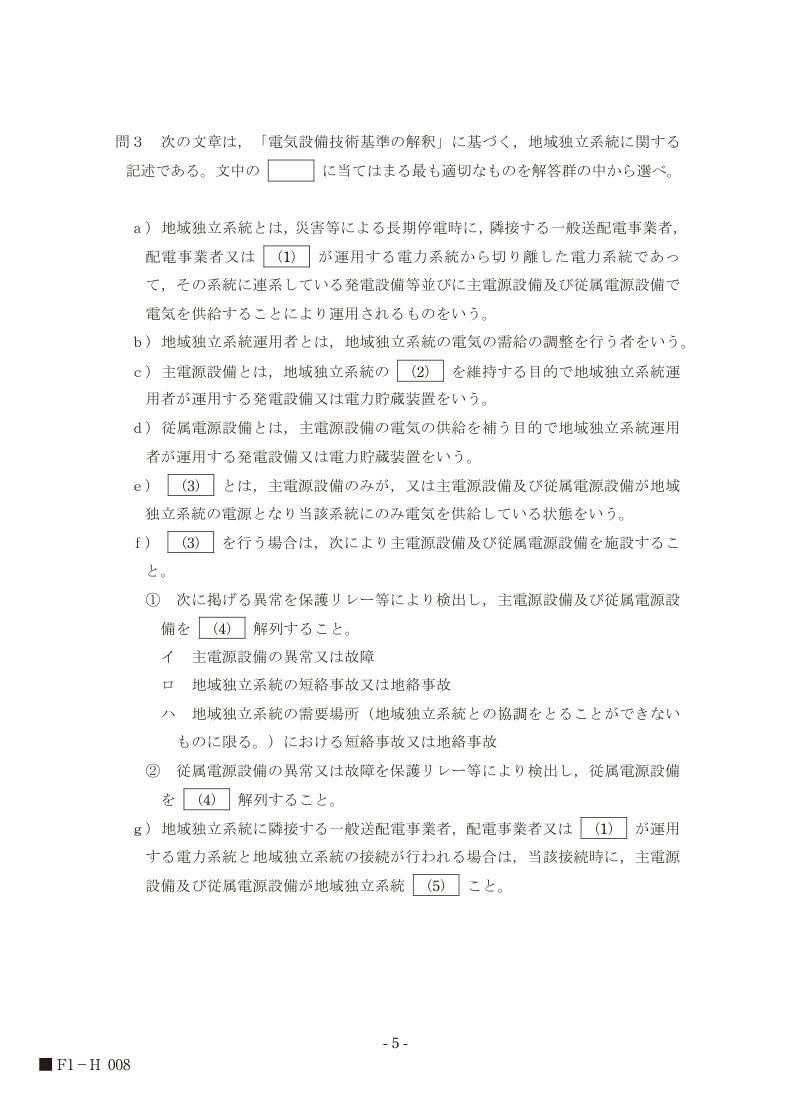 問3　次の文章は，「電気設備技術基準の解釈」に基づく，地域独立系統に関する
記述である。文中の　　　に当てはまる最も適切なものを解答群の中から選べ。
a）地域独立系統とは，災害等による長期停電時に，隣接する一般送配電事業者，
配電事業者又は (1) が運用する電力系統から切り離した電力系統であっ
て，その系統に連系している発電設備等並びに主電源設備及び従属電源設備で
電気を供給することにより運用されるものをいう。
b）地域独立系統運用者とは，地域独立系統の電気の需給の調整を行う者をいう。
c）主電源設備とは，地域独立系統の (2) を維持する目的で地域独立系統運
用者が運用する発電設備又は電力貯蔵装置をいう。
d）従属電源設備とは，主電源設備の電気の供給を補う目的で地域独立系統運用
者が運用する発電設備又は電力貯蔵装置をいう。
e） (3) とは，主電源設備のみが，又は主電源設備及び従属電源設備が地域
独立系統の電源となり当該系統にのみ電気を供給している状態をいう。
f） (3) を行う場合は，次により主電源設備及び従属電源設備を施設するこ
と。
①　次に掲げる異常を保護リレー等により検出し，主電源設備及び従属電源設
備を (4) 解列すること。
イ　主電源設備の異常又は故障
ロ　地域独立系統の短絡事故又は地絡事故
ハ　地域独立系統の需要場所（地域独立系統との協調をとることができない
ものに限る。）における短絡事故又は地絡事故
②　従属電源設備の異常又は故障を保護リレー等により検出し，従属電源設備
を (4) 解列すること。
g）地域独立系統に隣接する一般送配電事業者，配電事業者又は (1) が運用
する電力系統と地域独立系統の接続が行われる場合は，当該接続時に，主電源
設備及び従属電源設備が地域独立系統 (5) こと。
- 5 -
■F1－H 008